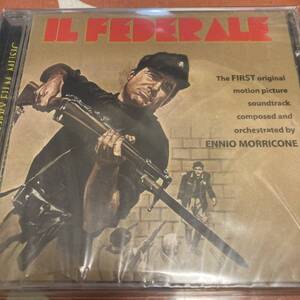 IL FEDERALE
The FIRST original
motion picture
soundtrack
composed and
orchestrated by
ENNIO MORRICONE